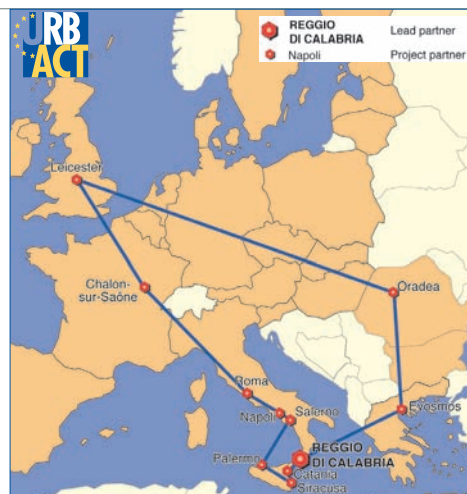 URB
ACT
REGGIO
DI CALABRIA
Lead partner
Napoli
Project partner
Leicester
Chalon-
sur-Saône
Oradea
Roma
Napoli
Salerno
Evosmos
Palermo
REGGIO
DI CALABRIA
Catania
Siracusa